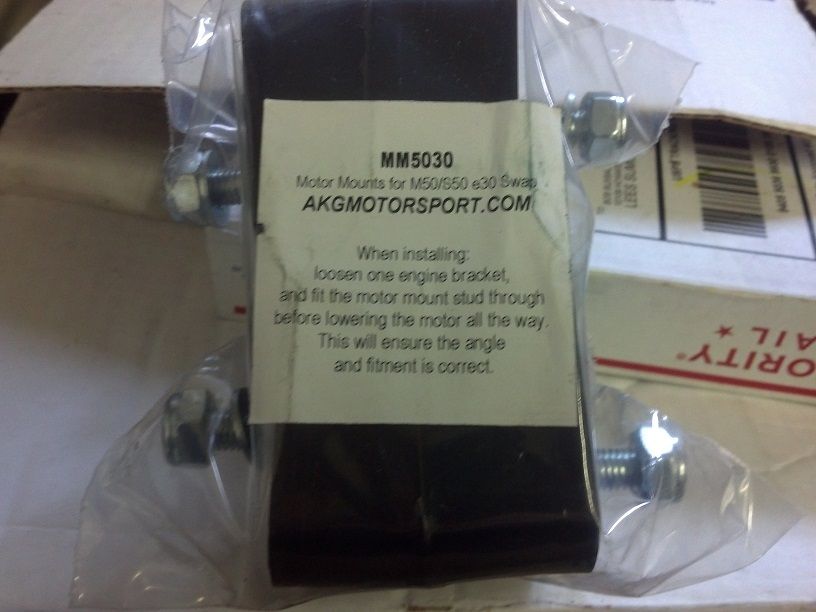 MM5030
Motor Mounts for M50/S50 e30 Swap
AKGMOTORSPORT.COM
When installing:
loosen one engine bracket,
and fit the motor mount stud through
before lowering the motor all the way.
This will ensure the angle
and fitment is correct.
ORITY®
AIL ★